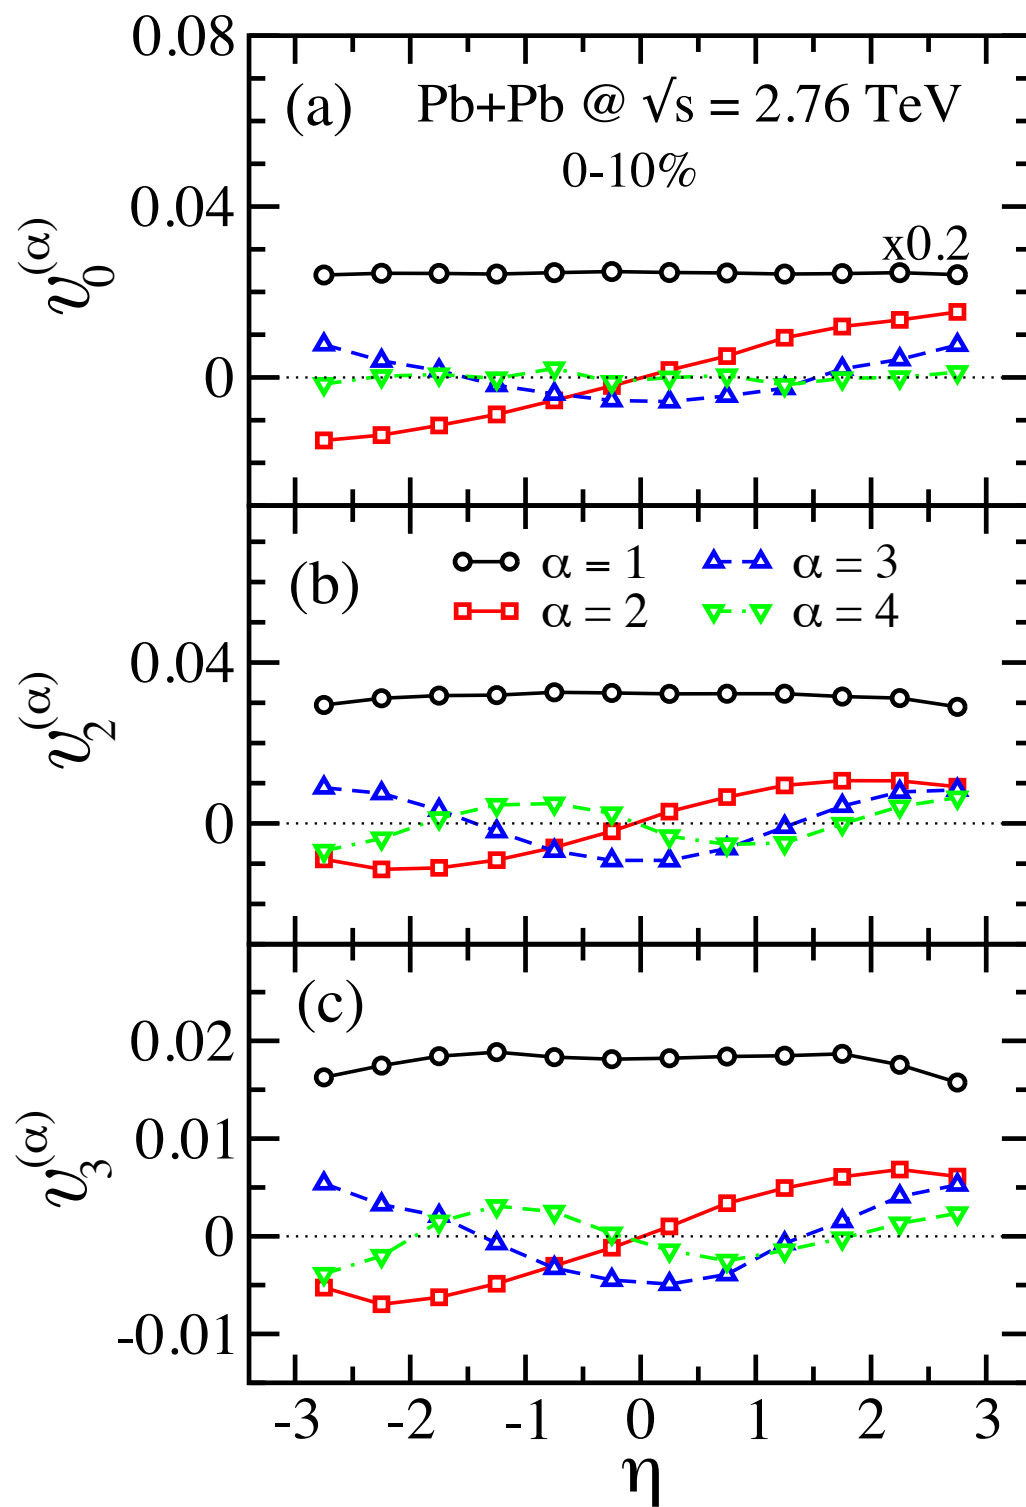 0.08
(a) Pb+Pb @ √s = 2.76 TeV
0-10%
0.04
x0.2
v0(α)
0
(b) α = 1 α = 3
α = 2 α = 4
0.04
v2(α)
0
(c)
0.02
0.01
v3(α)
0
-0.01
-3 -2 -1 0 1 2 3
η